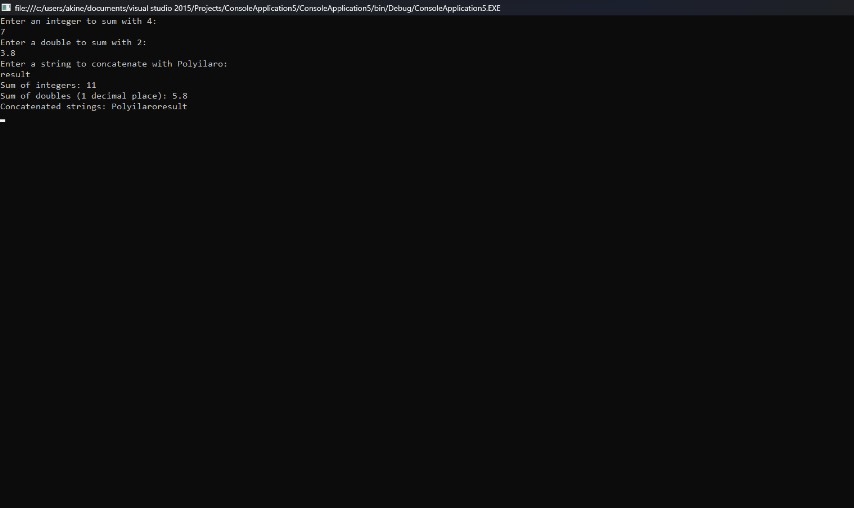 file:///c:/users/akine/documents/visual studio 2015/Projects/ConsoleApplication5/ConsoleApplication5/bin/Debug/ConsoleApplication5.EXE
Enter an integer to sum with 4:
7
Enter a double to sum with 2:
3.8
Enter a string to concatenate with Polyilaro:
result
Sum of integers: 11
Sum of doubles (1 decimal place): 5.8
Concatenated strings: Polyilaroresult